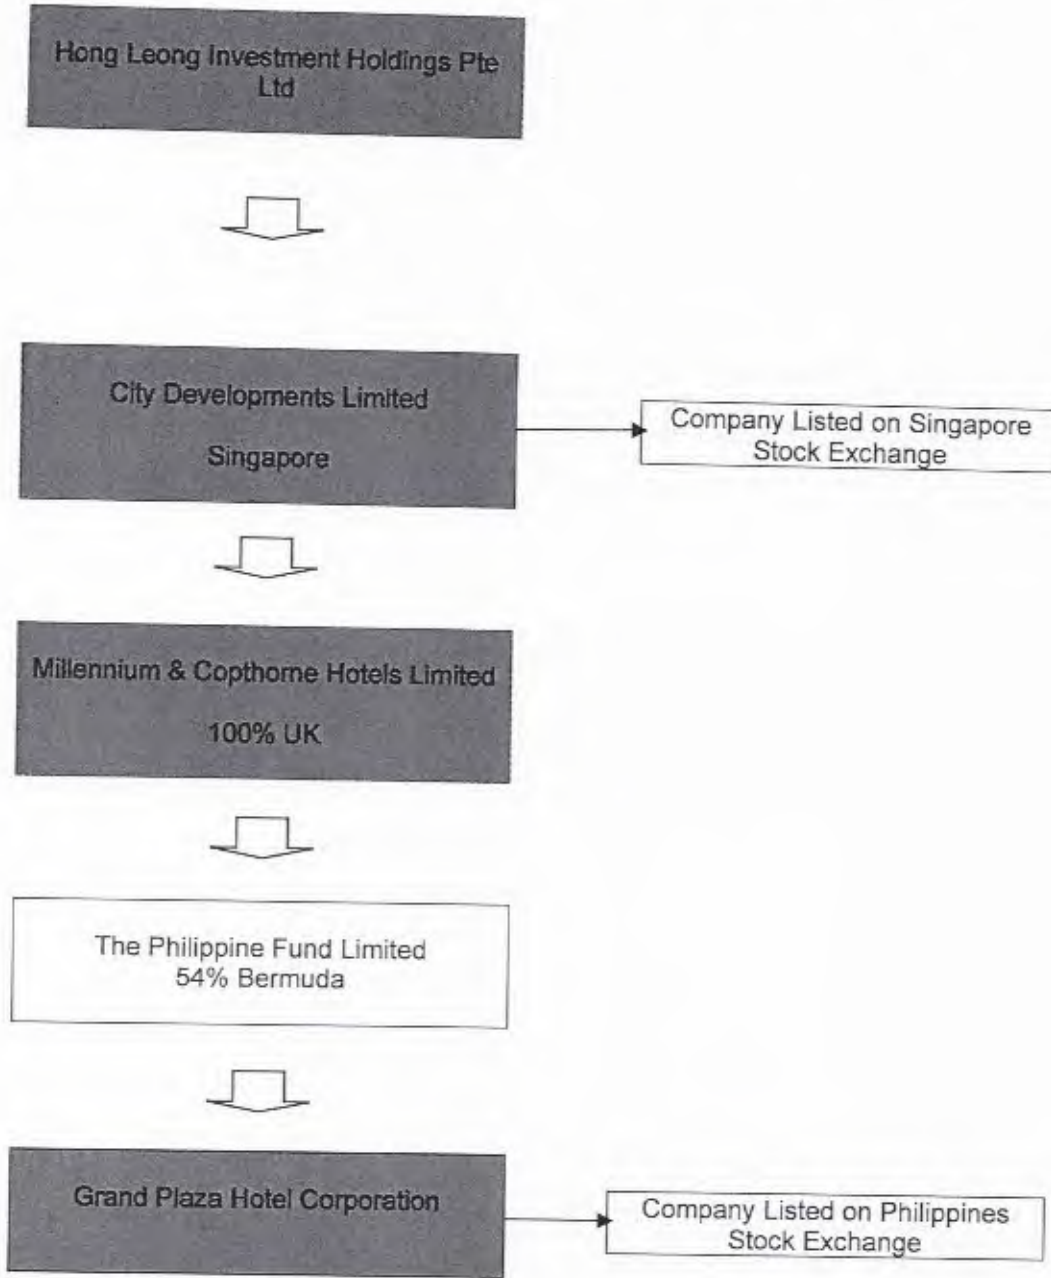 Hong Leong Investment Holdings Pte
Ltd
City Developments Limited
Singapore
Company Listed on Singapore
Stock Exchange
Millennium & Copthorne Hotels Limited
100% UK
The Philippine Fund Limited
54% Bermuda
Grand Plaza Hotel Corporation
Company Listed on Philippines
Stock Exchange